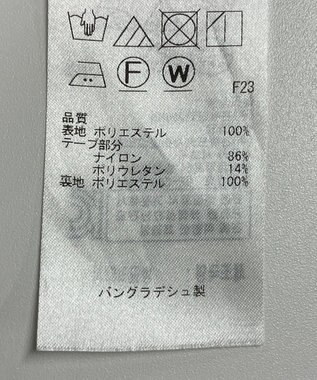 F W
F23
品質
表地 ポリエステル 100%
テープ部分
ナイロン 86%
ポリウレタン 14%
裏地 ポリエステル 100%
バングラデシュ製